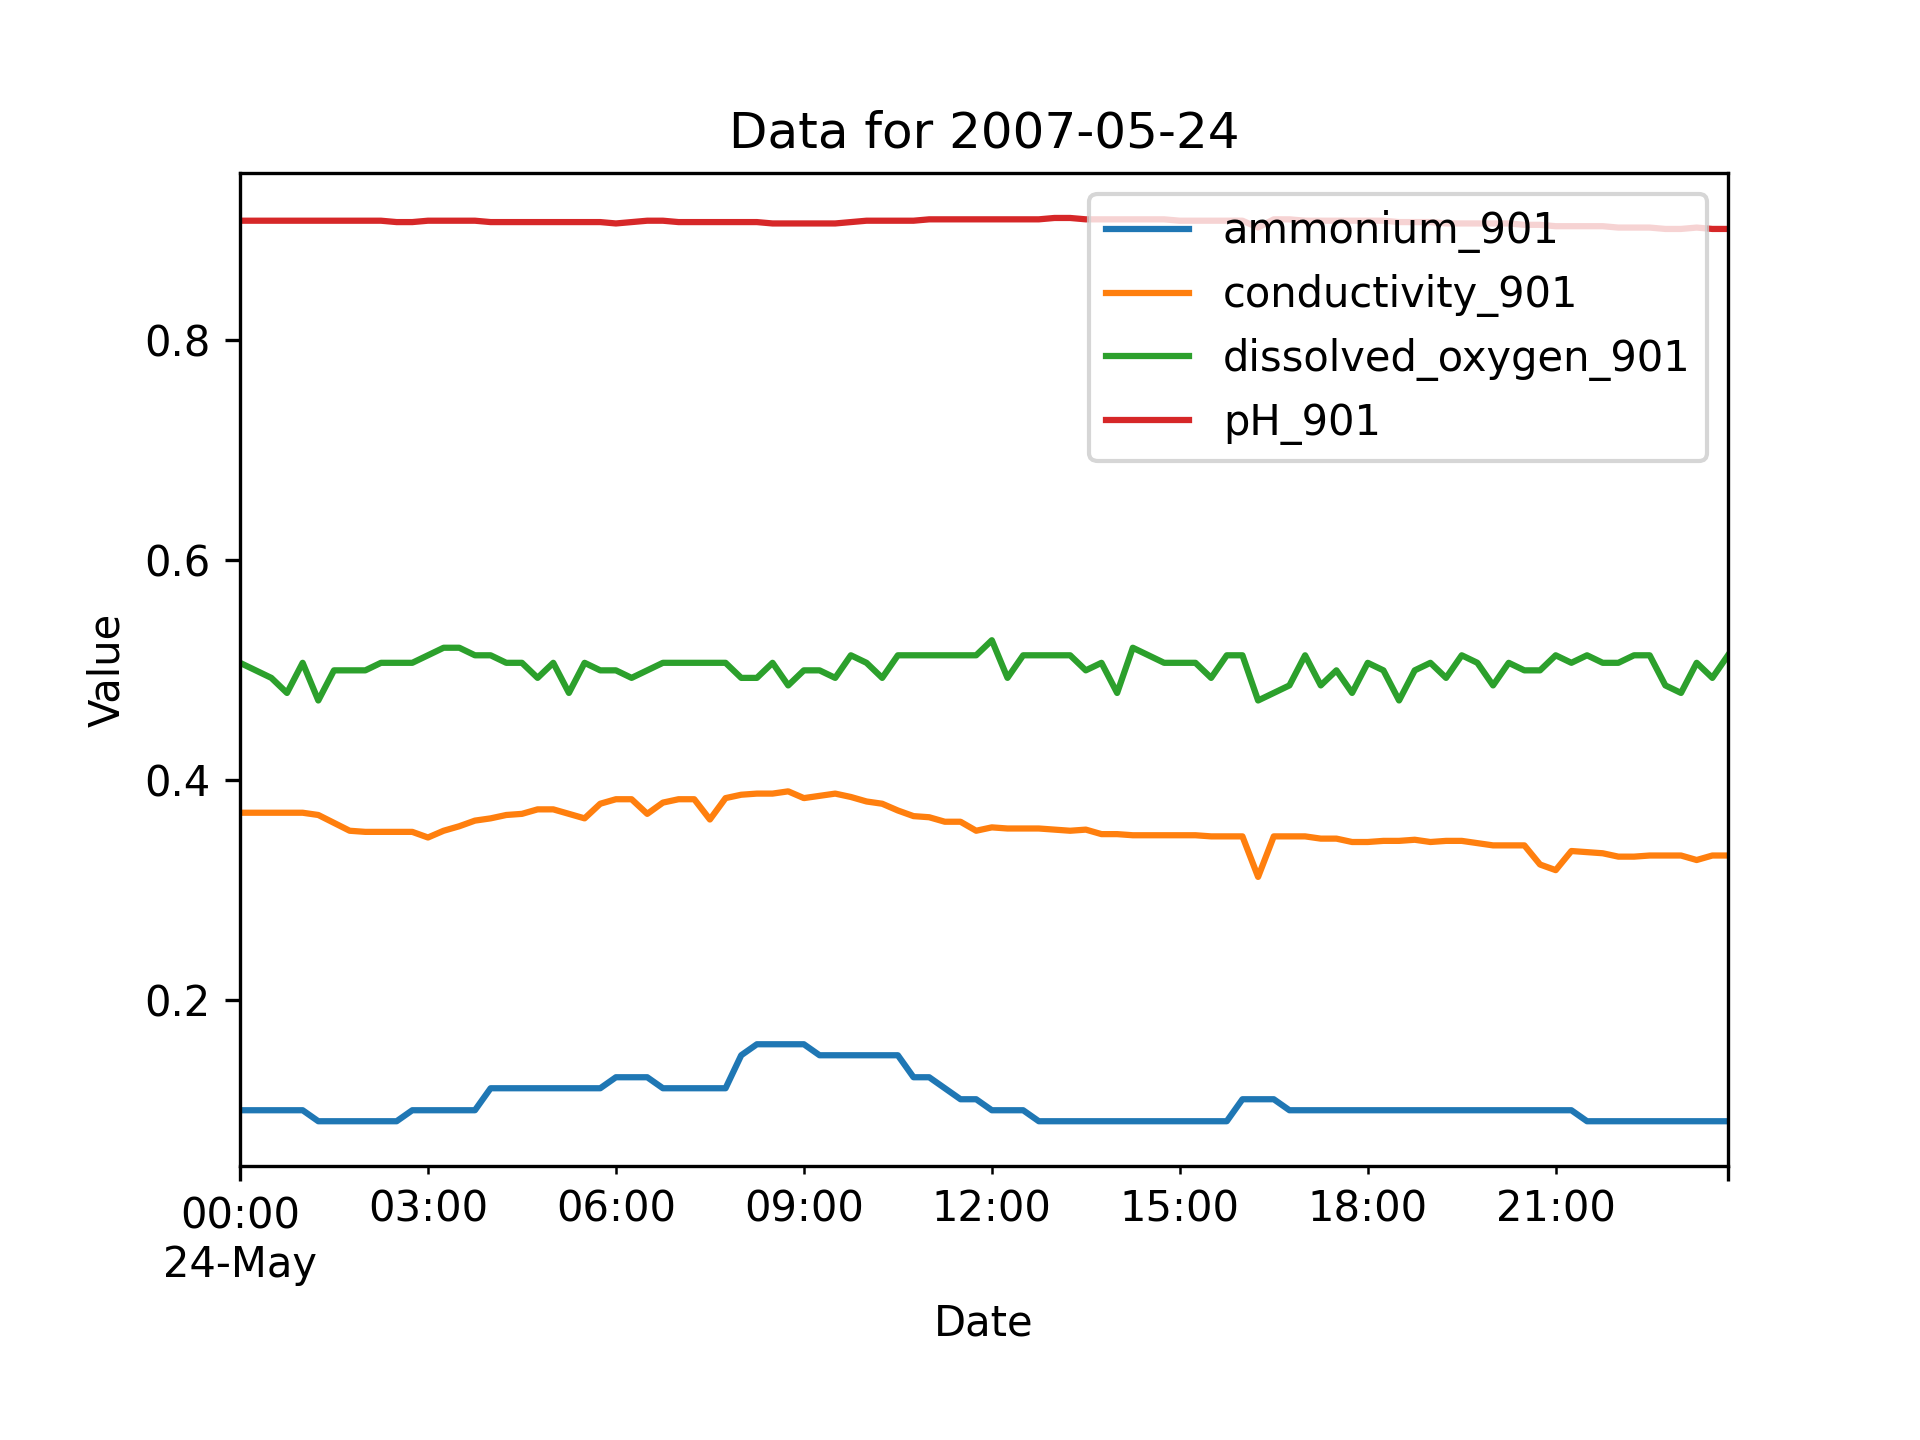 Data for 2007-05-24
ammonium_901
conductivity_901
dissolved_oxygen_901
pH_901
Value
0.8
0.6
0.4
0.2
00:00 03:00 06:00 09:00 12:00 15:00 18:00 21:00
24-May
Date